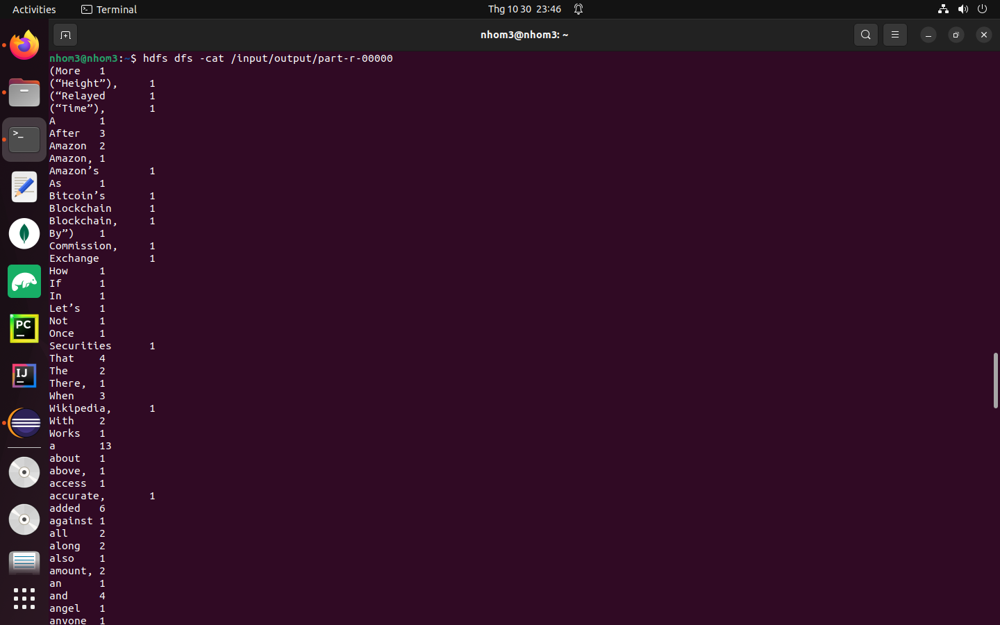 Activities
Terminal
Thg 10 30 23:46
nhom3@nhom3: ~
nhom3@nhom3:~$ hdfs dfs -cat /input/output/part-r-00000
(More 1
(“Height”), 1
(“Relayed 1
(“Time”), 1
A 1
After 3
Amazon 2
Amazon, 1
Amazon’s 1
As 1
Bitcoin’s 1
Blockchain 1
Blockchain, 1
By”) 1
Commission, 1
Exchange 1
How 1
If 1
In 1
Let’s 1
Not 1
Once 1
Securities 1
That 4
The 2
There, 1
When 3
Wikipedia, 1
With 2
Works 1
a 13
about 1
above, 1
access 1
accurate, 1
added 6
against 1
all 2
along 2
also 1
amount, 2
an 1
and 4
angel 1
anyone 1
>_
PC
IJ